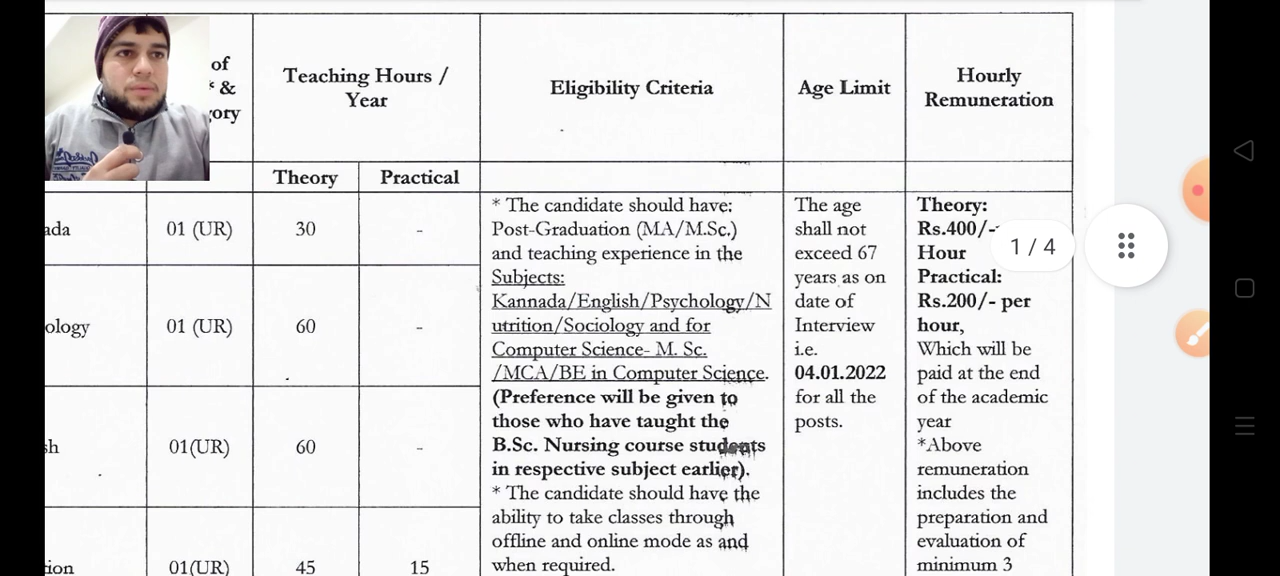 of
* &
gory
Teaching Hours /
Year
Eligibility Criteria
Age Limit
Hourly
Remuneration
Theory
Practical
ada
01 (UR)
30
-
ology
01 (UR)
60
-
sh
01(UR)
60
-
ion
01(UR)
45
15
* The candidate should have:
Post-Graduation (MA/M.Sc.)
and teaching experience in the
Subjects:
Kannada/English/Psychology/N
utrition/Sociology and for
Computer Science- M. Sc.
/MCA/BE in Computer Science.
(Preference will be given to
those who have taught the
B.Sc. Nursing course students
in respective subject earlier).
* The candidate should have the
ability to take classes through
offline and online mode as and
when required.
The age
shall not
exceed 67
years as on
date of
Interview
i.e.
04.01.2022
for all the
posts.
Theory:
Rs.400/-
Hour
Practical:
Rs.200/- per
hour,
Which will be
paid at the end
of the academic
year
*Above
remuneration
includes the
preparation and
evaluation of
minimum 3
1 / 4